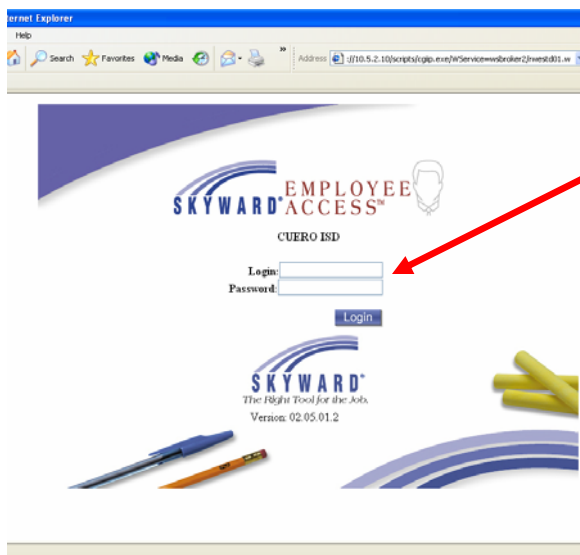 ternet Explorer
Help
Search Favorites Media » Address ://10.5.2.10/scripts/cgiip.exe/WService=wsbroker2/rwestd01.w
EMPLOYEE
SKYWARD® ACCESS™
CUERO ISD
Login:
Password:
Login
SKYWARD®
The Right Tool for the Job.
Version: 02.05.01.2